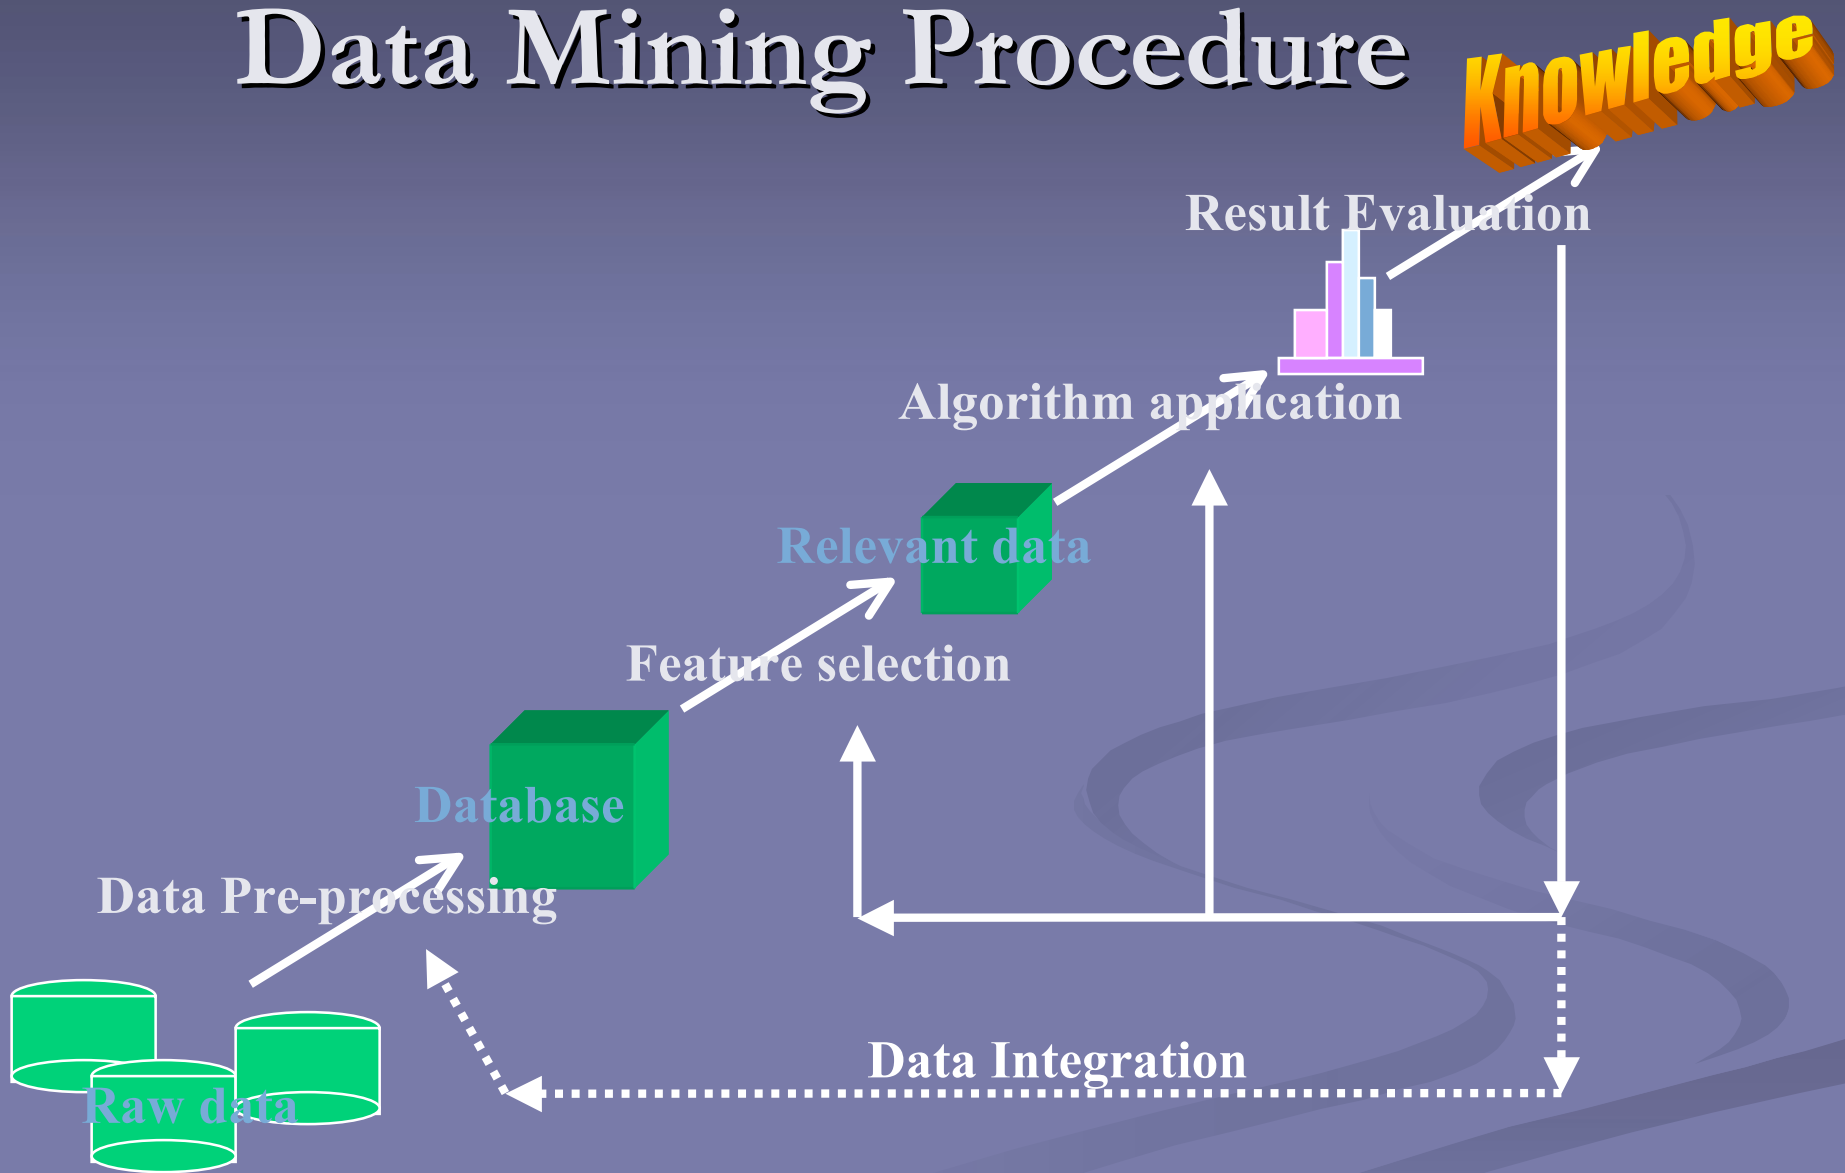 Data Mining Procedure
Knowledge
Result Evaluation
Algorithm application
Relevant data
Feature selection
Database
Data Pre-processing
Data Integration
Raw data